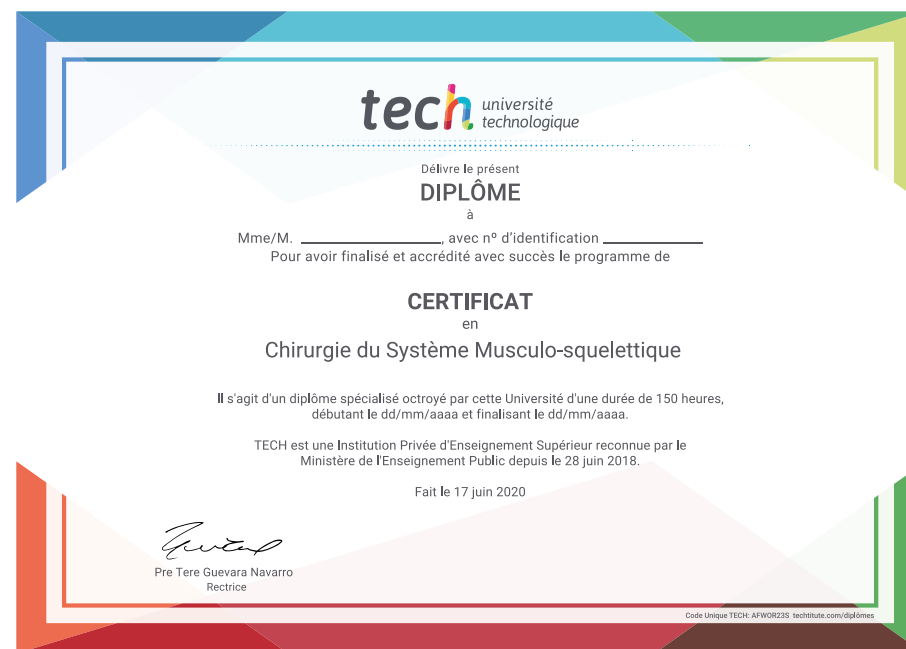 tech université
technologique
Délivre le présent
DIPLÔME
à
Mme/M. ____________________, avec nº d'identification ______________
Pour avoir finalisé et accrédité avec succès le programme de
CERTIFICAT
en
Chirurgie du Système Musculo-squelettique
Il s'agit d'un diplôme spécialisé octroyé par cette Université d'une durée de 150 heures,
débutant le dd/mm/aaaa et finalisant le dd/mm/aaaa.
TECH est une Institution Privée d'Enseignement Supérieur reconnue par le
Ministère de l'Enseignement Public depuis le 28 juin 2018.
Fait le 17 juin 2020
Pre Tere Guevara Navarro
Rectrice
Code Unique TECH: AFWOR23S techtitute.com/diplômes